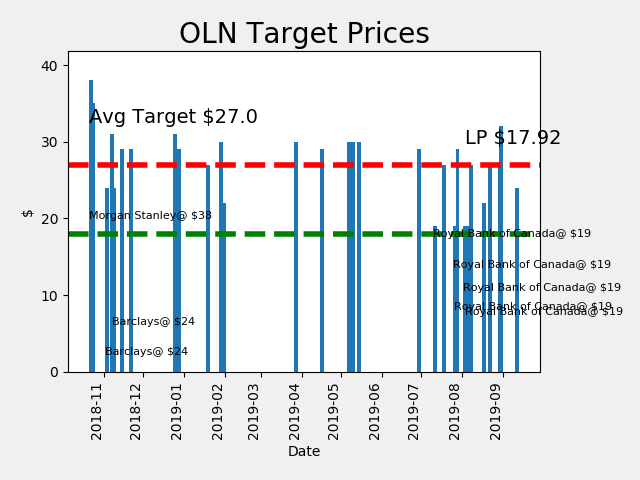 OLN Target Prices
40
30
20
10
0
$
Avg Target $27.0
LP $17.92
Morgan Stanley@ $38
Royal Bank of Canada@ $19
Royal Bank of Canada@ $19
Royal Bank of Canada@ $19
Royal Bank of Canada@ $19
Royal Bank of Canada@ $19
Barclays@ $24
Barclays@ $24
2018-11
2018-12
2019-01
2019-02
2019-03
2019-04
2019-05
2019-06
2019-07
2019-08
2019-09
Date